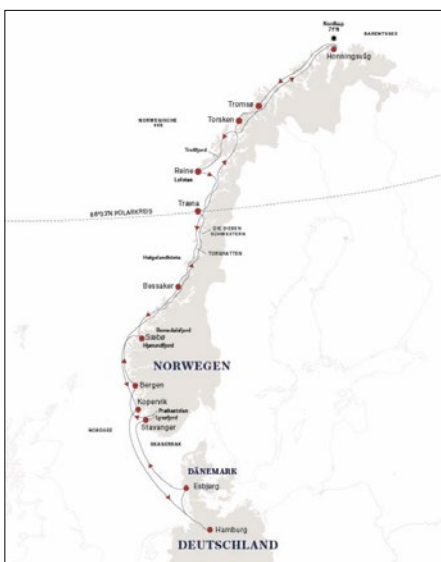 Nordkap
71°N
BARENTSSEE
Honningsvåg
Tromsø
Torsken
NORWEGISCHE
SEE
Trollfjord
Reine
Lofoten
Træna
66°33'N POLARKREIS
DIE SIEBEN
SCHWESTERN
TORGHATTEN
Helgelandküste
Bessaker
Romsdalsfjord
Sæbø
Hjørundfjord
NORWEGEN
Bergen
Kopervik
Preikestolen
Lysefjord
Stavanger
NORDSEE
SKAGERRAK
DÄNEMARK
Esbjerg
Hamburg
DEUTSCHLAND